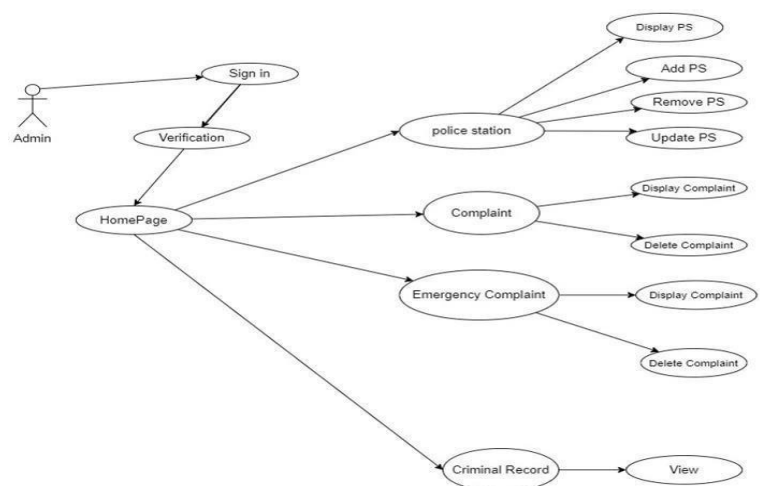 Display PS
Sign in
Add PS
Remove PS
Admin
Verification
police station
Update PS
Display Complaint
HomePage
Complaint
Delete Complaint
Emergency Complaint
Display Complaint
Delete Complaint
Criminal Record
View